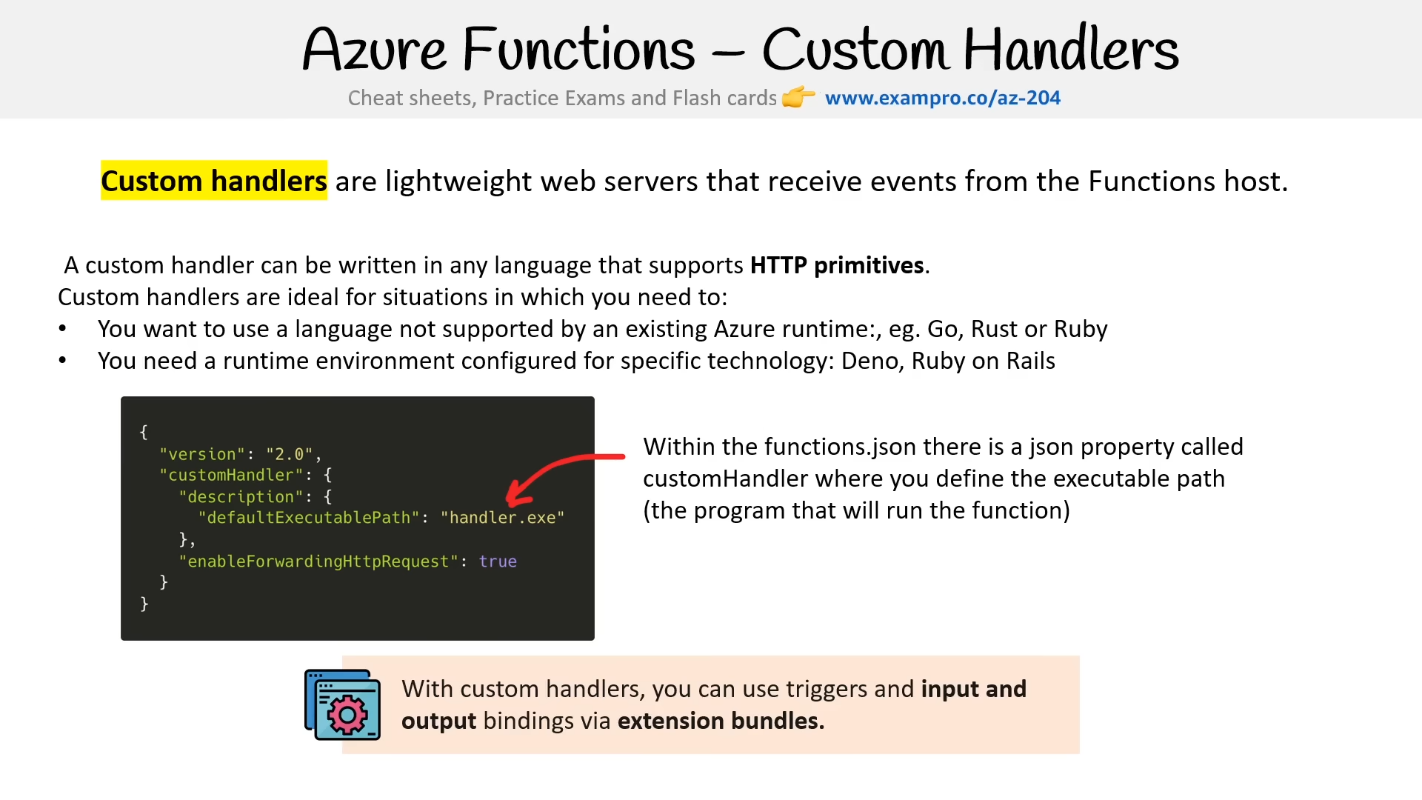 Azure Functions – Custom Handlers
Cheat sheets, Practice Exams and Flash cards 👉 www.exampro.co/az-204
Custom handlers are lightweight web servers that receive events from the Functions host.
A custom handler can be written in any language that supports HTTP primitives.
Custom handlers are ideal for situations in which you need to:
• You want to use a language not supported by an existing Azure runtime:, eg. Go, Rust or Ruby
• You need a runtime environment configured for specific technology: Deno, Ruby on Rails
{
  "version": "2.0",
  "customHandler": {
    "description": {
      "defaultExecutablePath": "handler.exe"
    },
    "enableForwardingHttpRequest": true
  }
}
Within the functions.json there is a json property called
customHandler where you define the executable path
(the program that will run the function)
With custom handlers, you can use triggers and input and
output bindings via extension bundles.